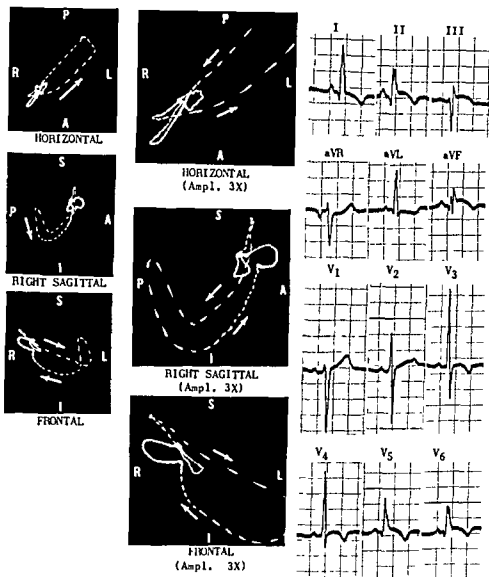 P
R
L
A
HORIZONTAL
S
P
A
I
RIGHT SAGITTAL
S
R
L
I
FRONTAL
P
R
L
A
HORIZONTAL
(Ampl. 3X)
S
P
A
I
RIGHT SAGITTAL
(Ampl. 3X)
S
R
L
I
FRONTAL
(Ampl. 3X)
I II III
aVR aVL aVF
V1 V2 V3
V4 V5 V6